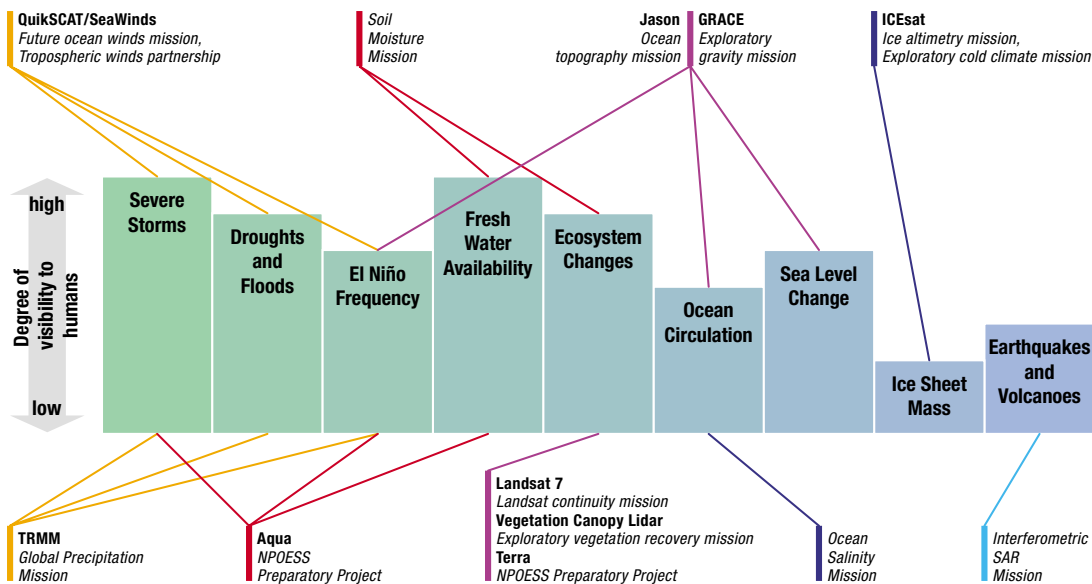 QuikSCAT/SeaWinds
Future ocean winds mission,
Tropospheric winds partnership
Soil
Moisture
Mission
Jason
Ocean
topography mission
GRACE
Exploratory
gravity mission
ICEsat
Ice altimetry mission,
Exploratory cold climate mission
high
Degree of
visibility to
humans
low
Severe
Storms
Droughts
and
Floods
El Niño
Frequency
Fresh
Water
Availability
Ecosystem
Changes
Ocean
Circulation
Sea Level
Change
Ice Sheet
Mass
Earthquakes
and
Volcanoes
TRMM
Global Precipitation
Mission
Aqua
NPOESS
Preparatory Project
Landsat 7
Landsat continuity mission
Vegetation Canopy Lidar
Exploratory vegetation recovery mission
Terra
NPOESS Preparatory Project
Ocean
Salinity
Mission
Interferometric
SAR
Mission